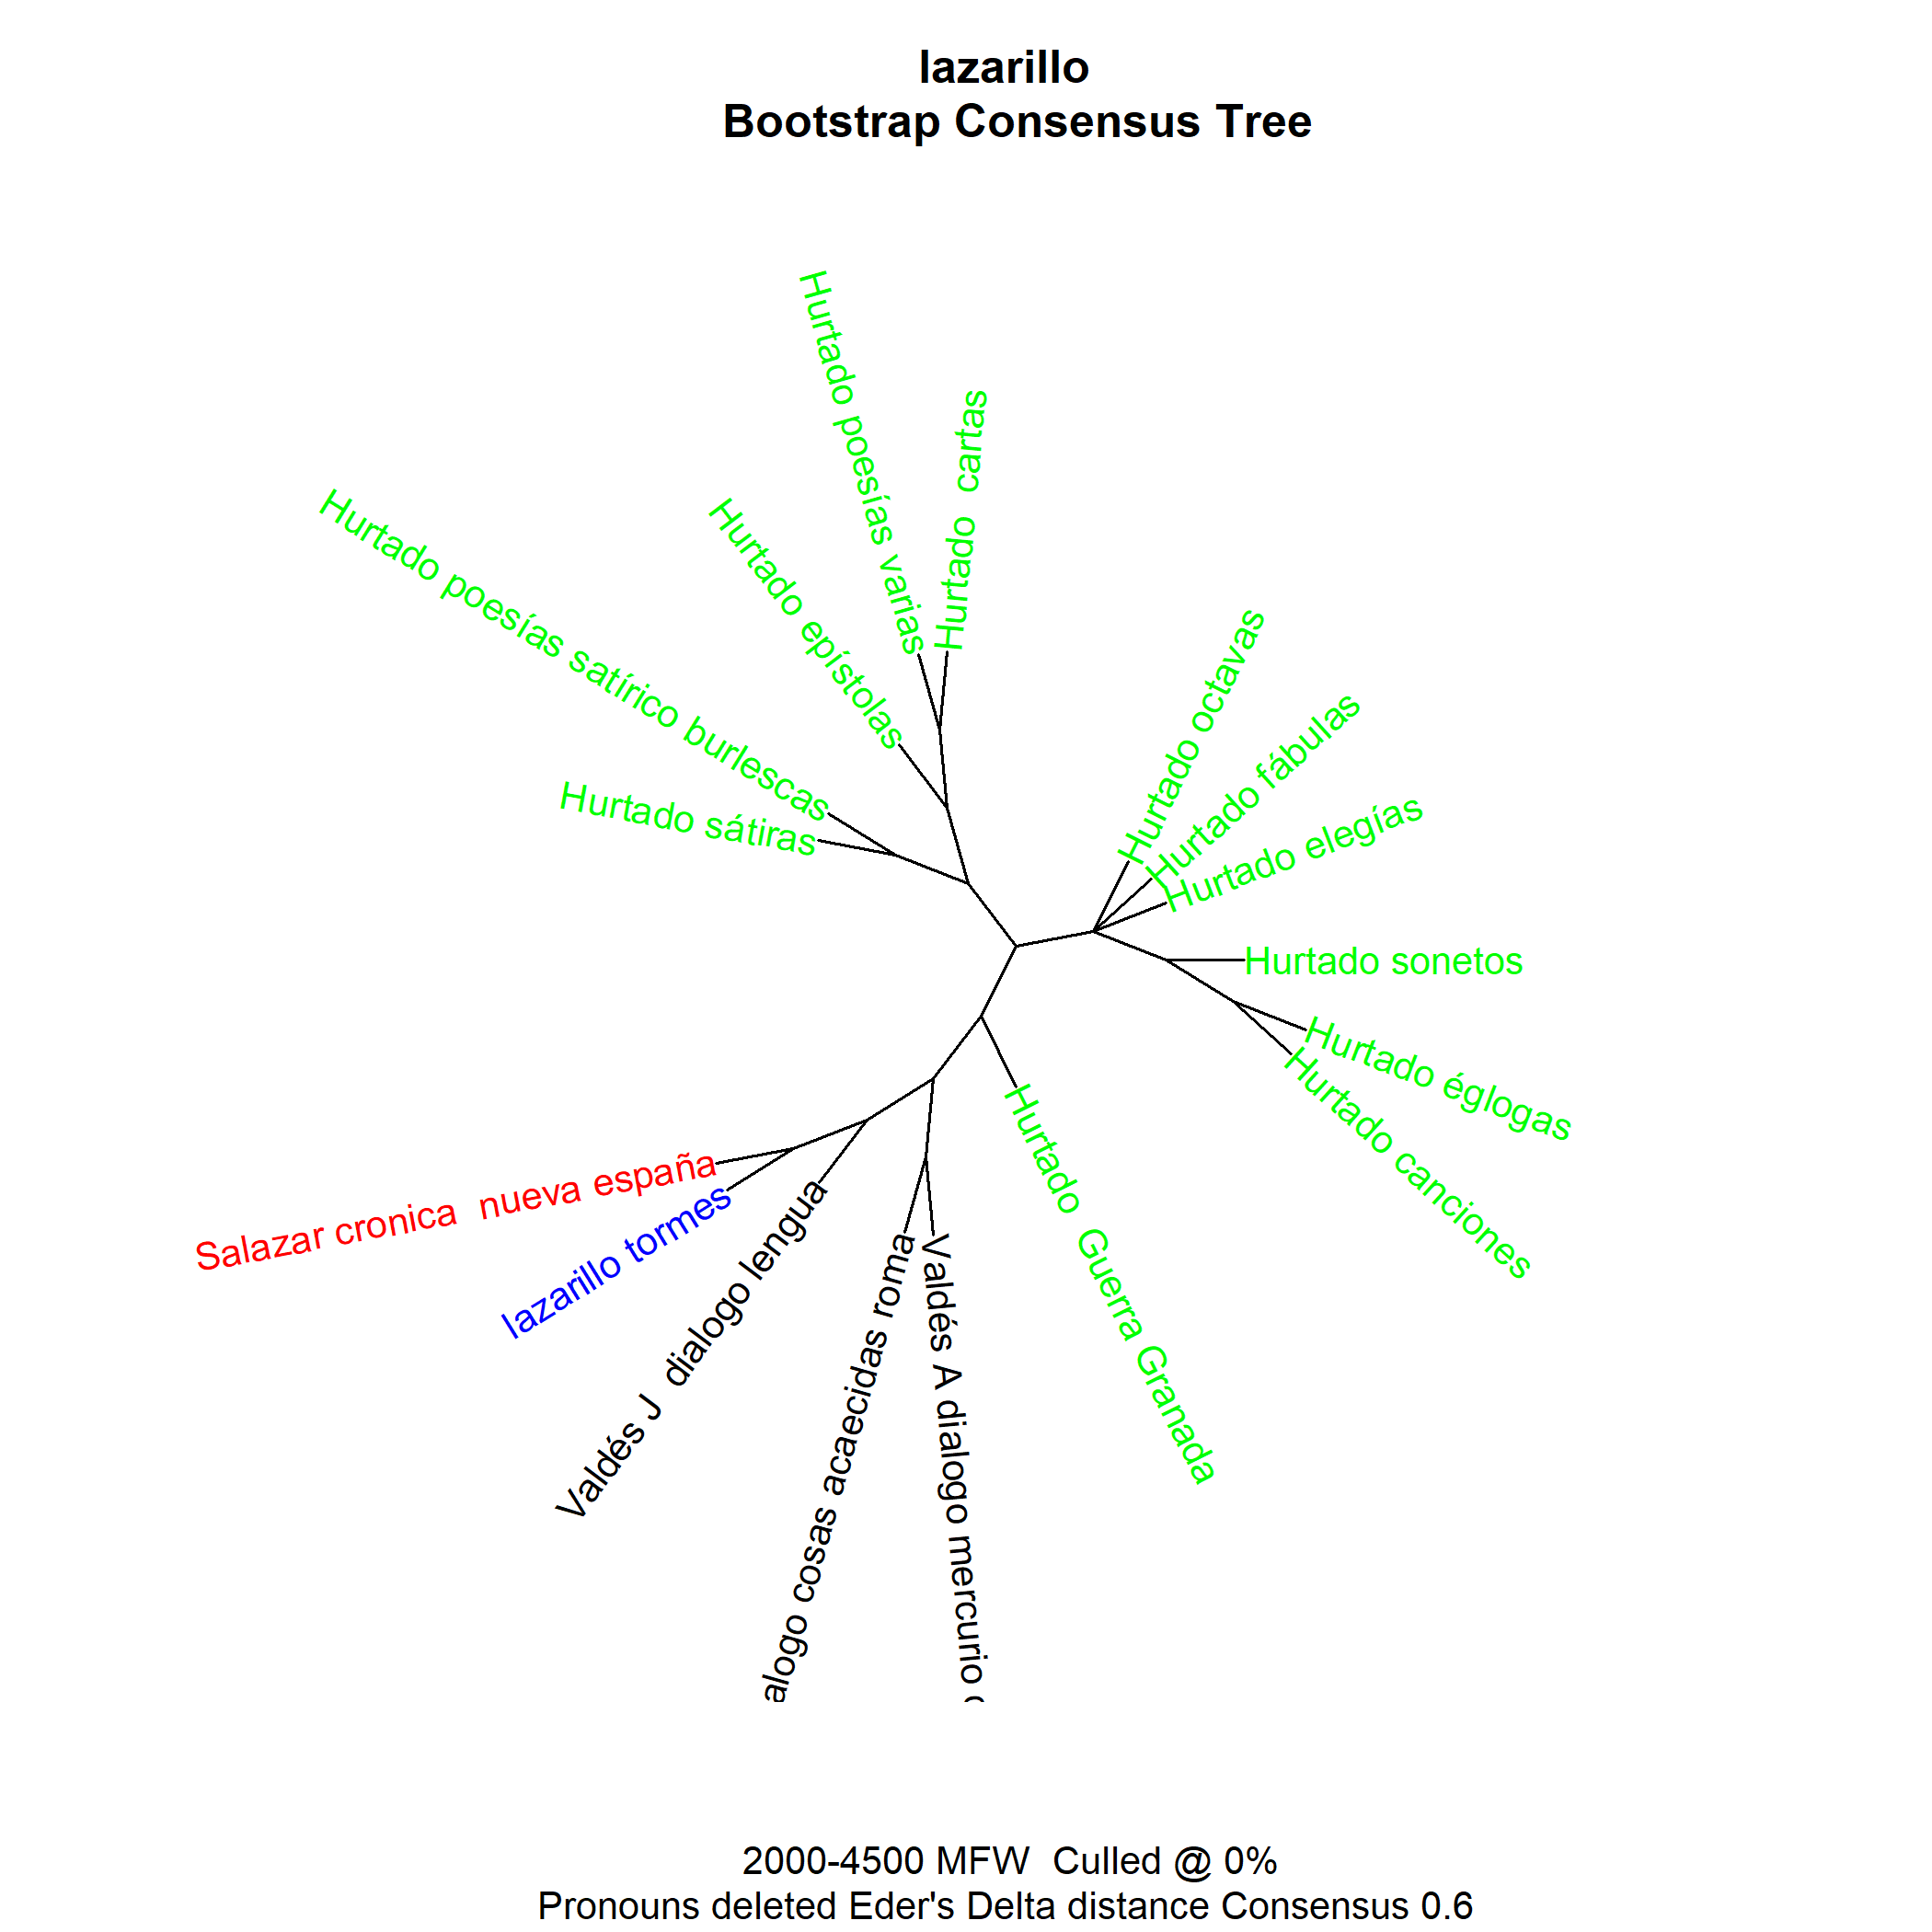 lazarillo
Bootstrap Consensus Tree
Hurtado poesías varias
Hurtado  cartas
Hurtado epístolas
Hurtado poesías satírico burlescas
Hurtado sátiras
Hurtado octavas
Hurtado fábulas
Hurtado elegías
Hurtado sonetos
Hurtado églogas
Hurtado canciones
Hurtado  Guerra Granada
Salazar cronica  nueva españa
lazarillo tormes
Valdés J  dialogo lengua
alogo cosas acaecidas roma
Valdés A dialogo mercurio
2000-4500 MFW  Culled @ 0%
Pronouns deleted Eder's Delta distance Consensus 0.6